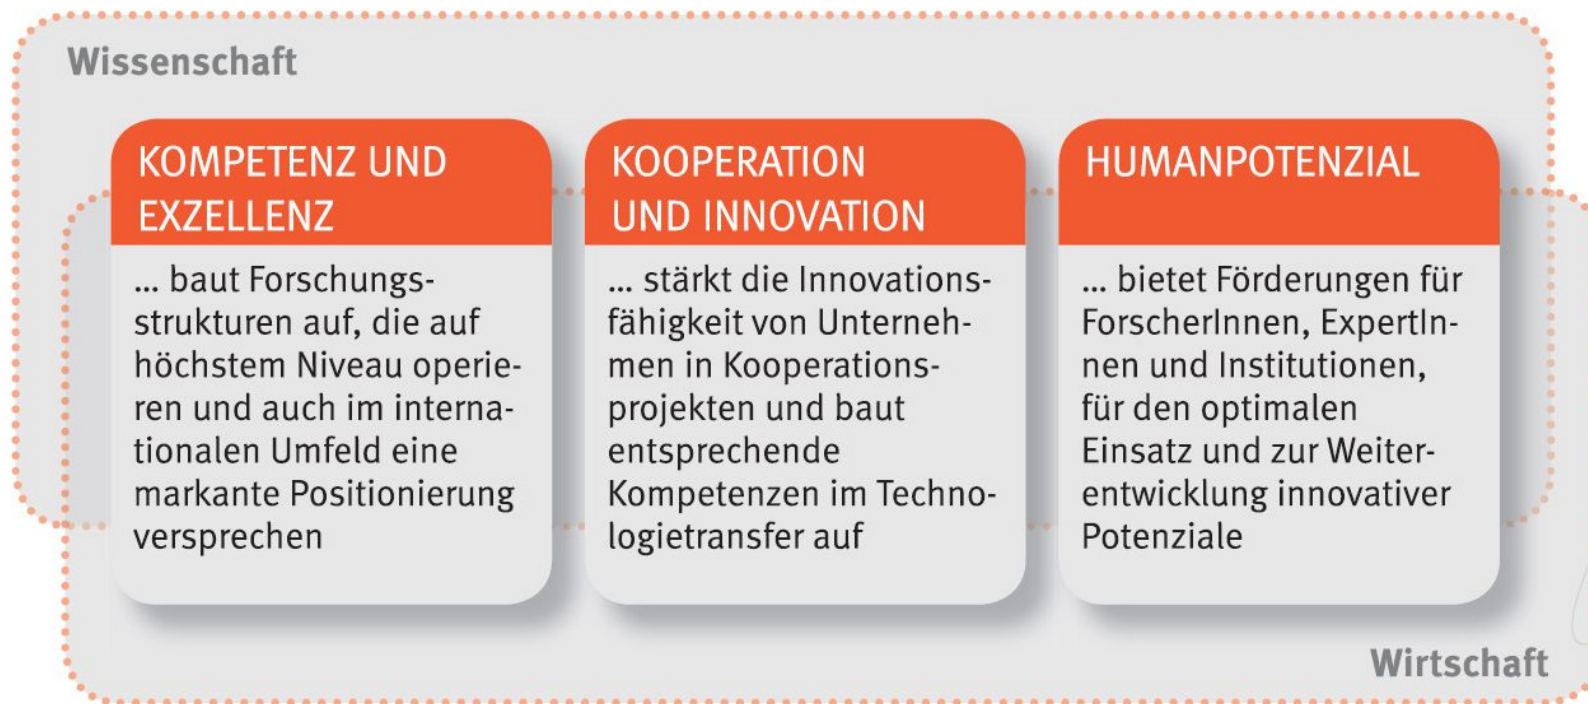 Wissenschaft
KOMPETENZ UND
EXZELLENZ
... baut Forschungs-
strukturen auf, die auf
höchstem Niveau operie-
ren und auch im interna-
tionalen Umfeld eine
markante Positionierung
versprechen
KOOPERATION
UND INNOVATION
... stärkt die Innovations-
fähigkeit von Unterneh-
men in Kooperations-
projekten und baut
entsprechende
Kompetenzen im Techno-
logietransfer auf
HUMANPOTENZIAL
... bietet Förderungen für
ForscherInnen, ExpertIn-
nen und Institutionen,
für den optimalen
Einsatz und zur Weiter-
entwicklung innovativer
Potenziale
Wirtschaft